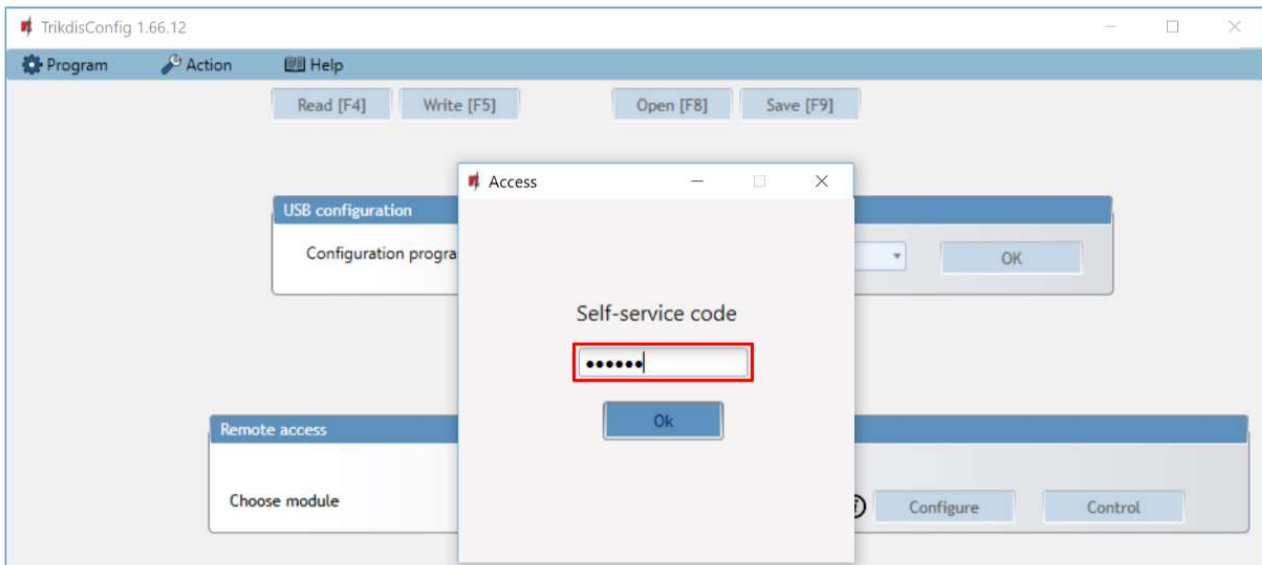 TrikdisConfig 1.66.12
Program Action Help
Read [F4] Write [F5] Open [F8] Save [F9]
Access
USB configuration
Configuration OK
Self-service code
••••••
Ok
Remote access
Choose module Configure Control